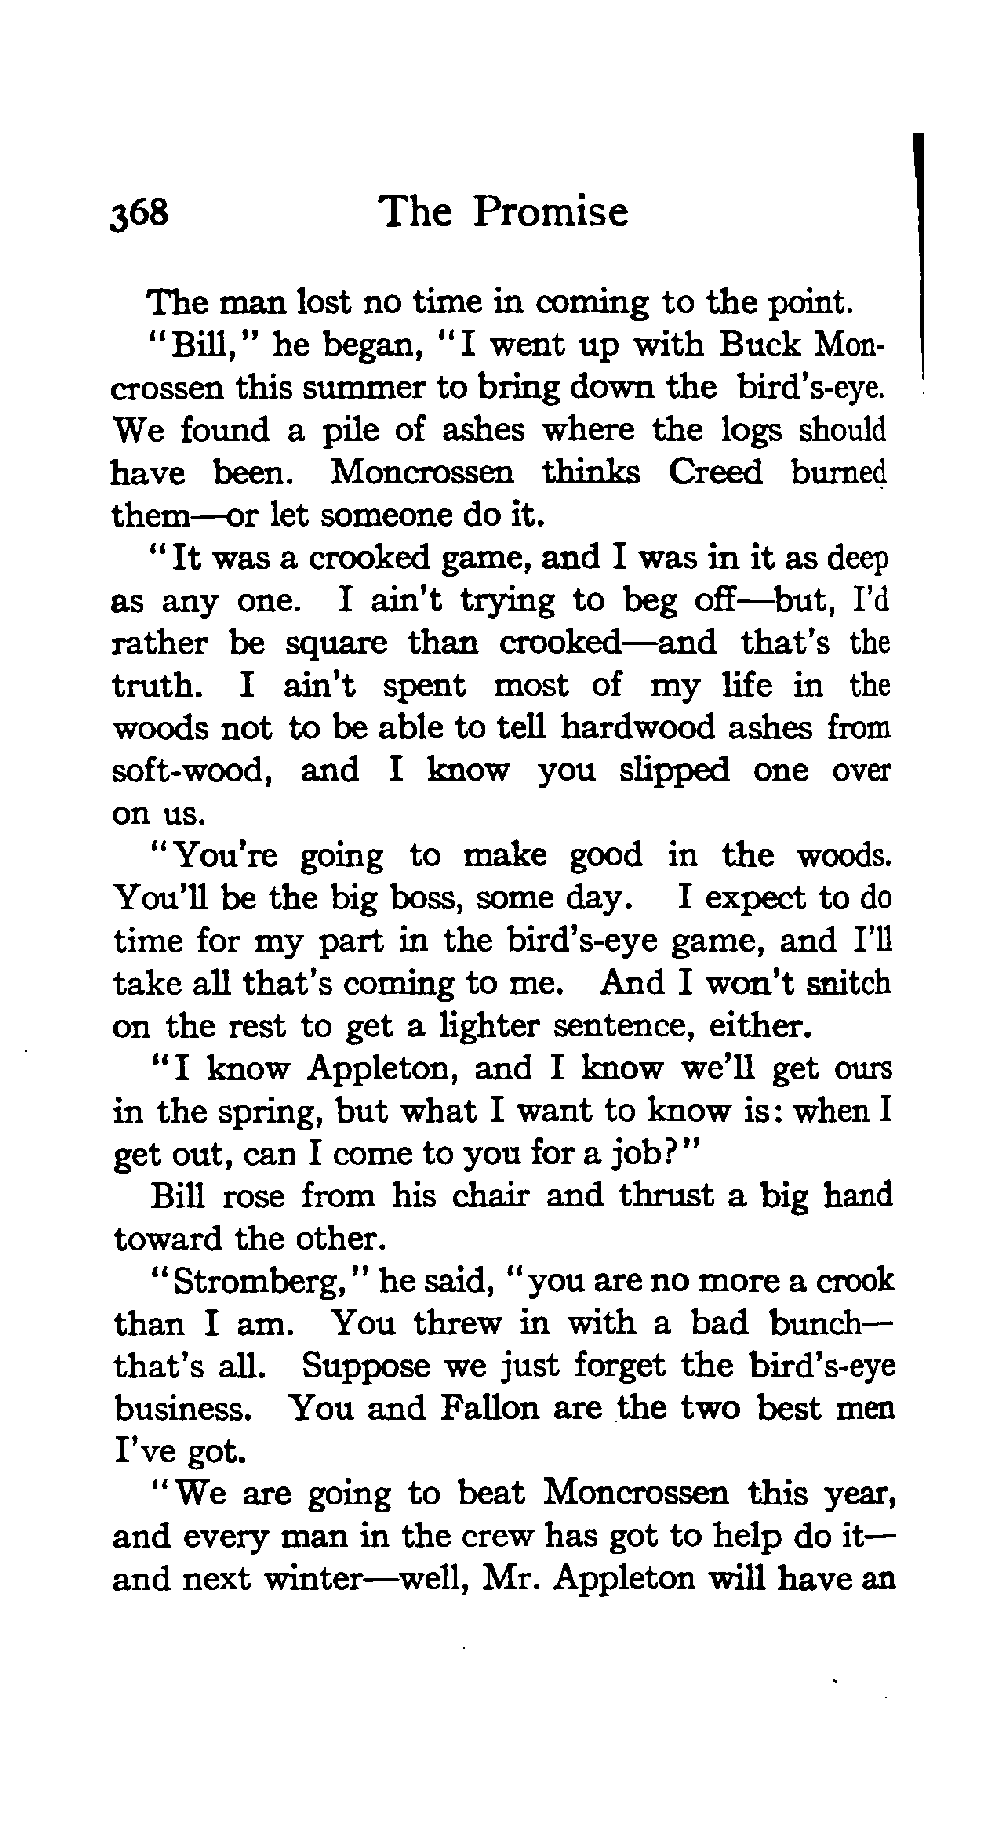 368 The Promise
The man lost no time in coming to the point.
"Bill," he began, "I went up with Buck Mon-
crossen this summer to bring down the bird's-eye.
We found a pile of ashes where the logs should
have been. Moncrossen thinks Creed burned
them—or let someone do it.
"It was a crooked game, and I was in it as deep
as any one. I ain't trying to beg off—but, I'd
rather be square than crooked—and that's the
truth. I ain't spent most of my life in the
woods not to be able to tell hardwood ashes from
soft-wood, and I know you slipped one over
on us.
"You're going to make good in the woods.
You'll be the big boss, some day. I expect to do
time for my part in the bird's-eye game, and I'll
take all that's coming to me. And I won't snitch
on the rest to get a lighter sentence, either.
"I know Appleton, and I know we'll get ours
in the spring, but what I want to know is: when I
get out, can I come to you for a job?"
Bill rose from his chair and thrust a big hand
toward the other.
"Stromberg," he said, "you are no more a crook
than I am. You threw in with a bad bunch—
that's all. Suppose we just forget the bird's-eye
business. You and Fallon are the two best men
I've got.
"We are going to beat Moncrossen this year,
and every man in the crew has got to help do it—
and next winter—well, Mr. Appleton will have an